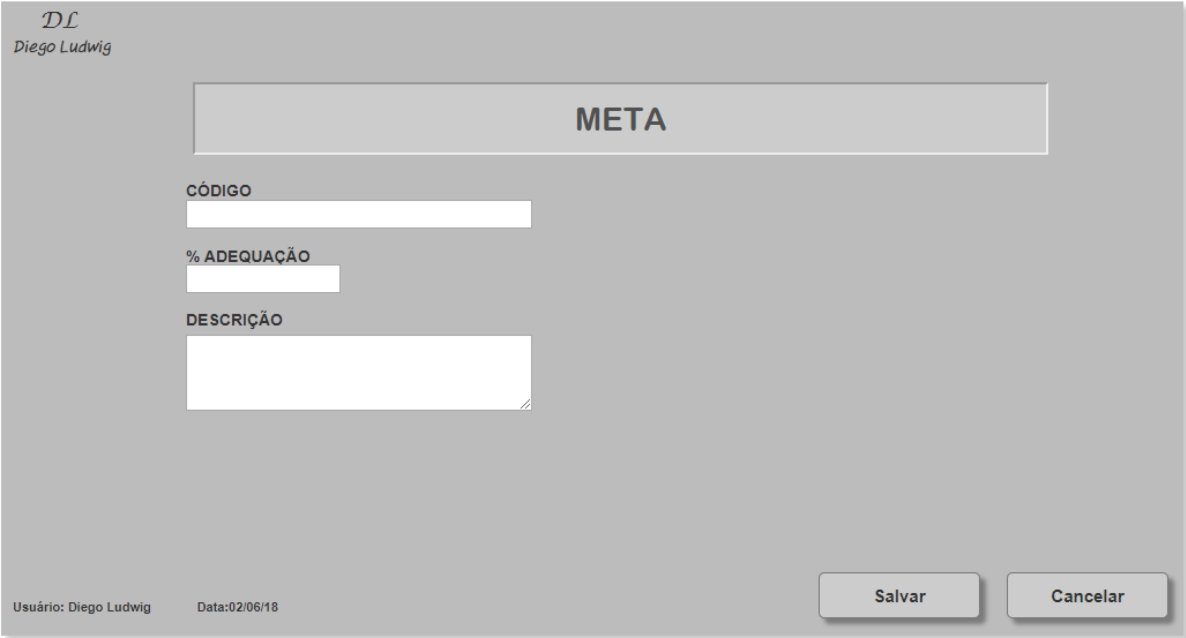 DL
Diego Ludwig
META
CÓDIGO
% ADEQUAÇÃO
DESCRIÇÃO
Usuário: Diego Ludwig Data:02/06/18 Salvar Cancelar